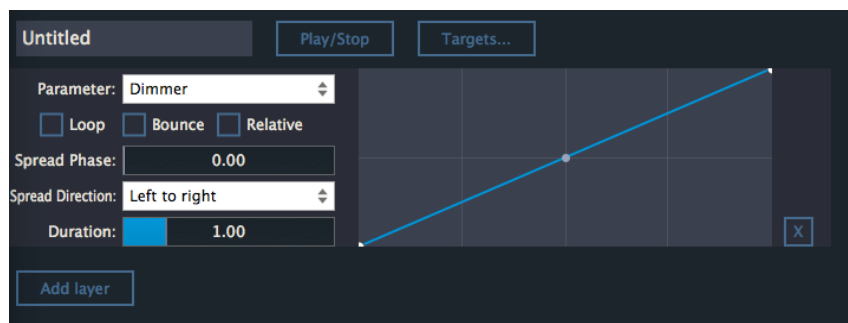 Untitled Play/Stop Targets...
Parameter: Dimmer
Loop Bounce Relative
Spread Phase: 0.00
Spread Direction: Left to right
Duration: 1.00
X
Add layer